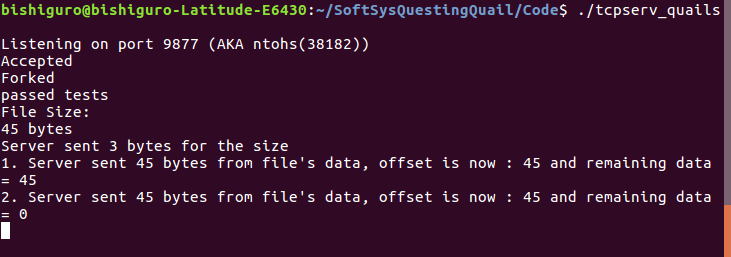 bishiguro@bishiguro-Latitude-E6430:~/SoftSysQuestingQuail/Code$ ./tcpserv_quails
Listening on port 9877 (AKA ntohs(38182))
Accepted
Forked
passed tests
File Size:
45 bytes
Server sent 3 bytes for the size
1. Server sent 45 bytes from file's data, offset is now : 45 and remaining data
= 45
2. Server sent 45 bytes from file's data, offset is now : 45 and remaining data
= 0